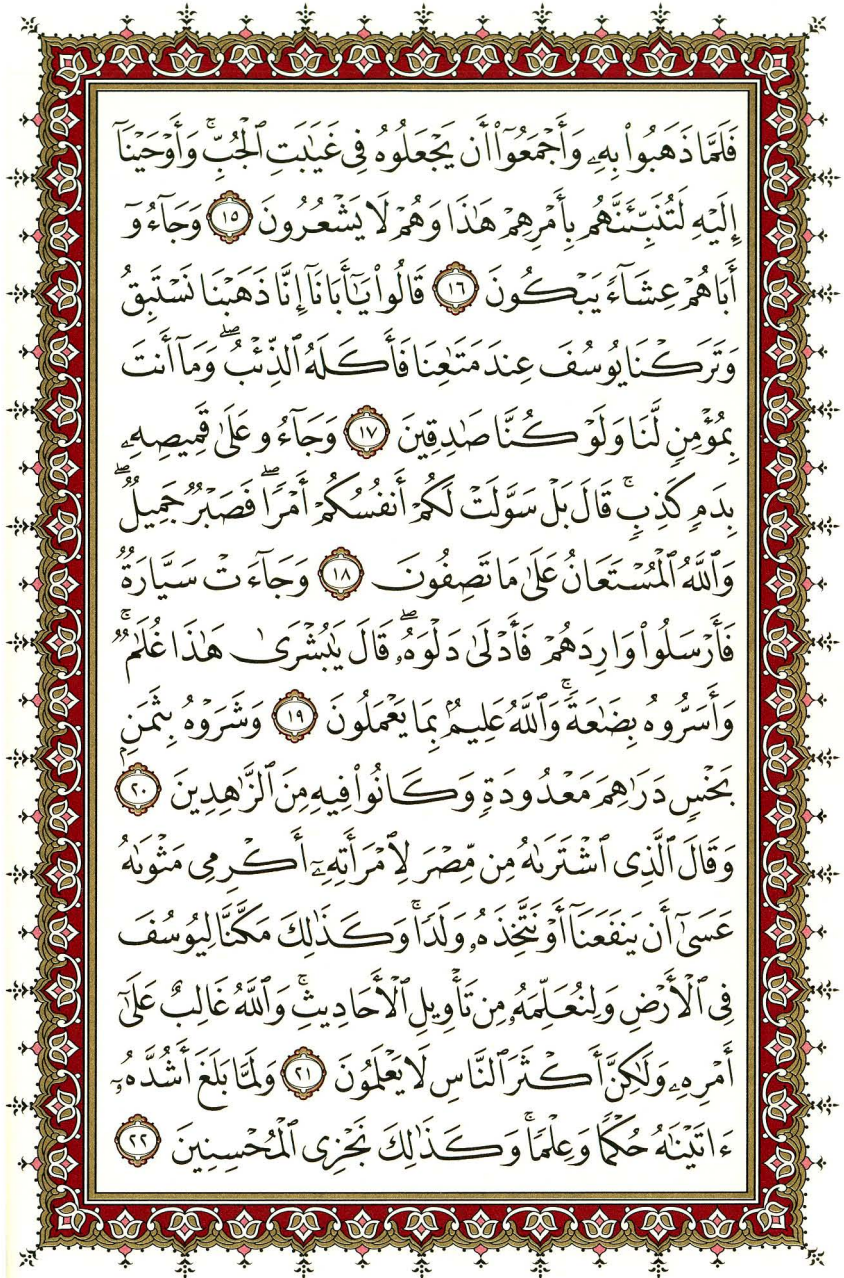 فَلَمَّا ذَهَبُوا۟ بِهِۦ وَأَجْمَعُوٓا۟ أَن يَجْعَلُوهُ فِى غَيَٰبَتِ ٱلْجُبِّ ۚ وَأَوْحَيْنَآ
إِلَيْهِ لَتُنَبِّئَنَّهُم بِأَمْرِهِمْ هَٰذَا وَهُمْ لَا يَشْعُرُونَ ١٥ وَجَآءُو
أَبَاهُمْ عِشَآءً يَبْكُونَ ١٦ قَالُوا۟ يَٰٓأَبَانَآ إِنَّا ذَهَبْنَا نَسْتَبِقُ
وَتَرَكْنَا يُوسُفَ عِندَ مَتَٰعِنَا فَأَكَلَهُ ٱلذِّئْبُ ۖ وَمَآ أَنتَ
بِمُؤْمِنٍ لَّنَا وَلَوْ كُنَّا صَٰدِقِينَ ١٧ وَجَآءُو عَلَىٰ قَمِيصِهِۦ
بِدَمٍ كَذِبٍ ۚ قَالَ بَلْ سَوَّلَتْ لَكُمْ أَنفُسُكُمْ أَمْرًا ۖ فَصَبْرٌ جَمِيلٌ ۖ
وَٱللَّهُ ٱلْمُسْتَعَانُ عَلَىٰ مَا تَصِفُونَ ١٨ وَجَآءَتْ سَيَّارَةٌ
فَأَرْسَلُوا۟ وَارِدَهُمْ فَأَدْلَىٰ دَلْوَهُۥ ۖ قَالَ يَٰبُشْرَىٰ هَٰذَا غُلَٰمٌ ۚ
وَأَسَرُّوهُ بِضَٰعَةً ۚ وَٱللَّهُ عَلِيمٌۢ بِمَا يَعْمَلُونَ ١٩ وَشَرَوْهُ بِثَمَنٍۭ
بَخْسٍ دَرَٰهِمَ مَعْدُودَةٍ وَكَانُوا۟ فِيهِ مِنَ ٱلزَّٰهِدِينَ ٢٠
وَقَالَ ٱلَّذِى ٱشْتَرَىٰهُ مِن مِّصْرَ لِٱمْرَأَتِهِۦٓ أَكْرِمِى مَثْوَىٰهُ
عَسَىٰٓ أَن يَنفَعَنَآ أَوْ نَتَّخِذَهُۥ وَلَدًا ۚ وَكَذَٰلِكَ مَكَّنَّا لِيُوسُفَ
فِى ٱلْأَرْضِ وَلِنُعَلِّمَهُۥ مِن تَأْوِيلِ ٱلْأَحَادِيثِ ۚ وَٱللَّهُ غَالِبٌ عَلَىٰٓ
أَمْرِهِۦ وَلَٰكِنَّ أَكْثَرَ ٱلنَّاسِ لَا يَعْلَمُونَ ٢١ وَلَمَّا بَلَغَ أَشُدَّهُۥٓ
ءَاتَيْنَٰهُ حُكْمًا وَعِلْمًا ۚ وَكَذَٰلِكَ نَجْزِى ٱلْمُحْسِنِينَ ٢٢